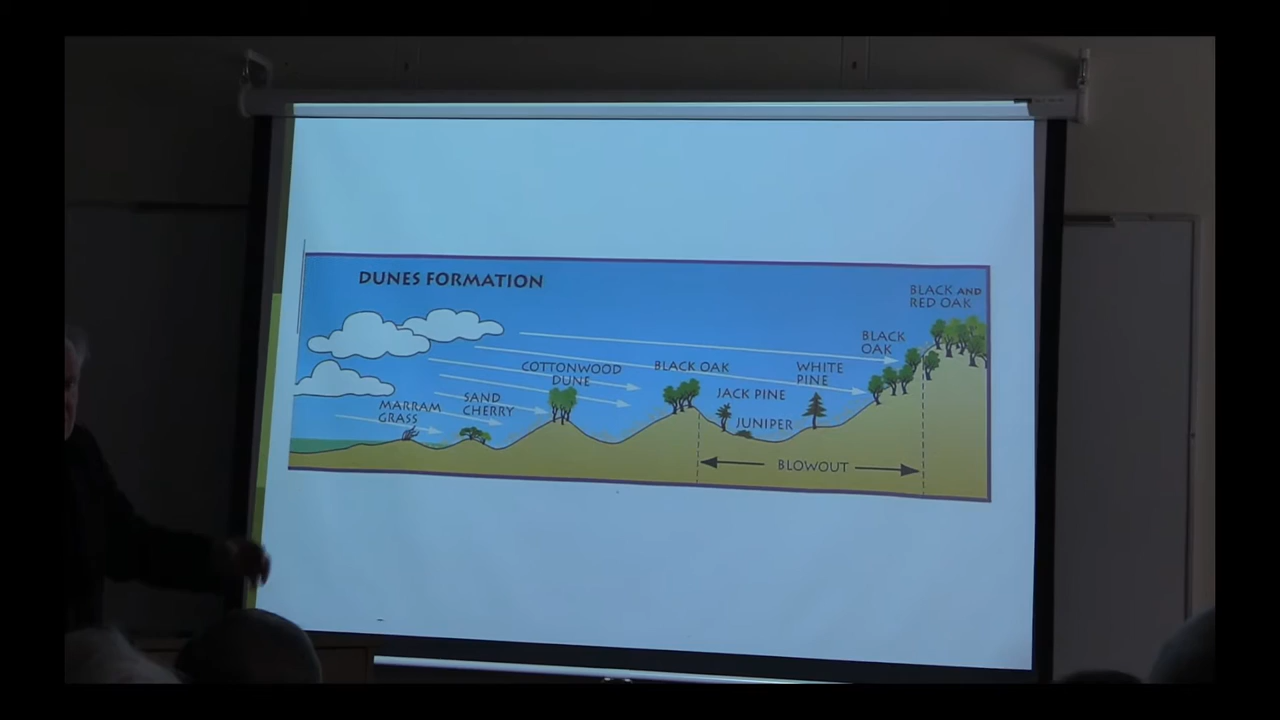 DUNES FORMATION
MARRAM
GRASS
SAND
CHERRY
COTTONWOOD
DUNE
BLACK OAK
JACK PINE
JUNIPER
WHITE
PINE
BLACK
OAK
BLACK AND
RED OAK
BLOWOUT